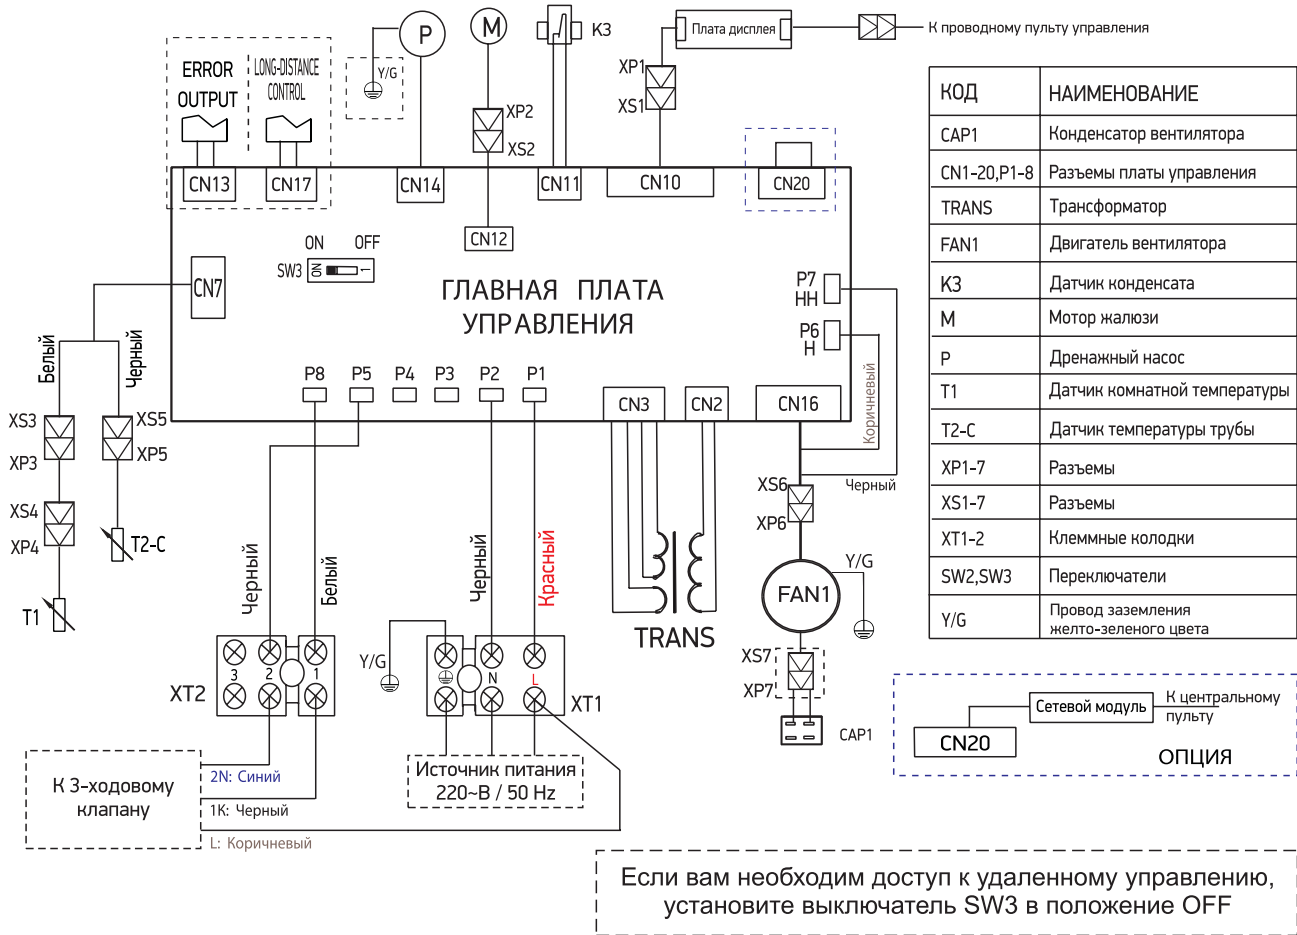 ERROR
OUTPUT
LONG-DISTANCE
CONTROL
CN13
CN17
Y/G
P
CN14
M
XP2
XS2
CN12
K3
CN11
Плата дисплея
К проводному пульту управления
XP1
XS1
CN10
CN20
ON OFF
SW3
ON
1
CN7
ГЛАВНАЯ ПЛАТА
УПРАВЛЕНИЯ
P7
HH
P6
H
P8
P5
P4
P3
P2
P1
CN3
CN2
CN16
Коричневый
Черный
Белый
Черный
XS3
XP3
XS5
XP5
XS4
XP4
T2-C
T1
Черный
Белый
Черный
Красный
TRANS
XS6
XP6
FAN1
Y/G
XS7
XP7
CAP1
XT2
3
2
1
Y/G
N
L
XT1
Источник питания
220~В / 50 Hz
К 3-ходовому
клапану
2N: Синий
1K: Черный
L: Коричневый
КОД НАИМЕНОВАНИЕ
CAP1 Конденсатор вентилятора
CN1-20,P1-8 Разъемы платы управления
TRANS Трансформатор
FAN1 Двигатель вентилятора
K3 Датчик конденсата
M Мотор жалюзи
P Дренажный насос
T1 Датчик комнатной температуры
T2-C Датчик температуры трубы
XP1-7 Разъемы
XS1-7 Разъемы
XT1-2 Клеммные колодки
SW2,SW3 Переключатели
Y/G Провод заземления
желто-зеленого цвета
CN20
Сетевой модуль
К центральному
пульту
ОПЦИЯ
Если вам необходим доступ к удаленному управлению,
установите выключатель SW3 в положение OFF